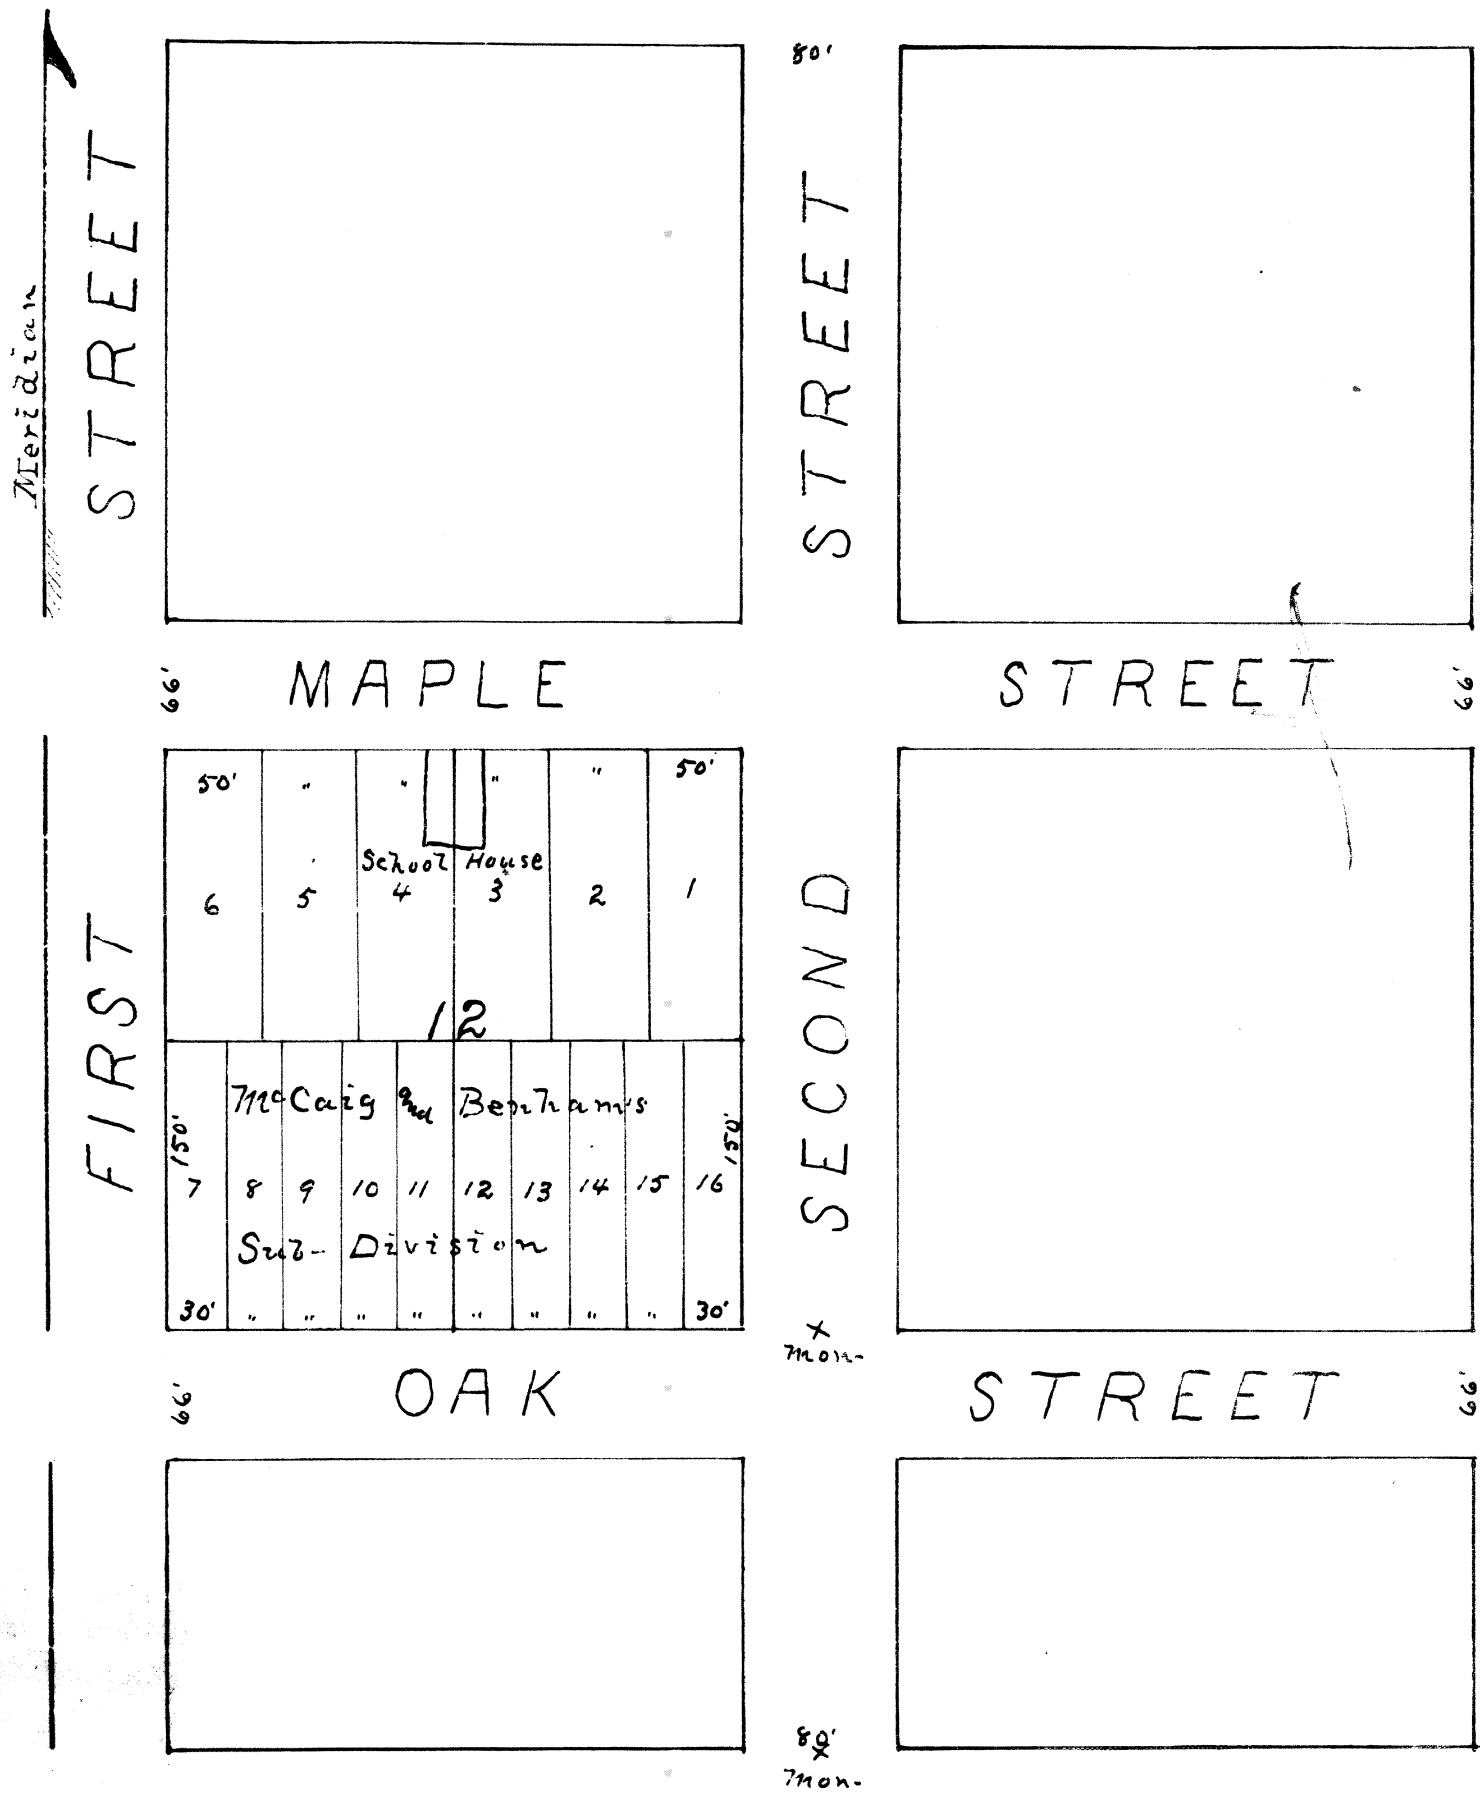 Meridian
80'
STREET
STREET
66'
MAPLE
STREET
66'
50' " " " " 50'
School House
6 5 4 3 2 1
12
FIRST
SECOND
McCaig and Benhams
150'
150'
7 8 9 10 11 12 13 14 15 16
Sub-Division
30' " " " " " " " " 30'
x
Mon-
66'
OAK
STREET
66'
80'
x
Mon-